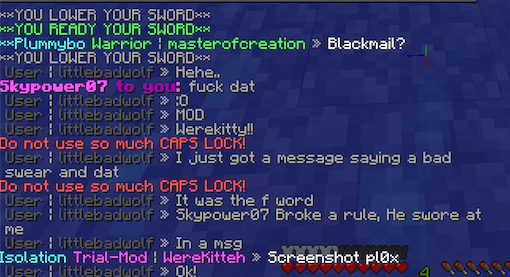 **YOU LOWER YOUR SWORD**
**YOU READY YOUR SWORD**
**Plummybo Warrior | masterofcreation » Blackmail?
**YOU LOWER YOUR SWORD**
User | littlebadwolf » Hehe..
Skypower07 to you: fuck dat
User | littlebadwolf » :O
User | littlebadwolf » MOD
User | littlebadwolf » Werekitty!!
Do not use so much CAPS LOCK!
User | littlebadwolf » I just got a message saying a bad
swear and dat
Do not use so much CAPS LOCK!
User | littlebadwolf » It was the f word
User | littlebadwolf » Skypower07 Broke a rule, He swore at
me
User | littlebadwolf » In a msg
Isolation Trial-Mod | WereKitteh » Screenshot pl0x
User | littlebadwolf » Ok!
4